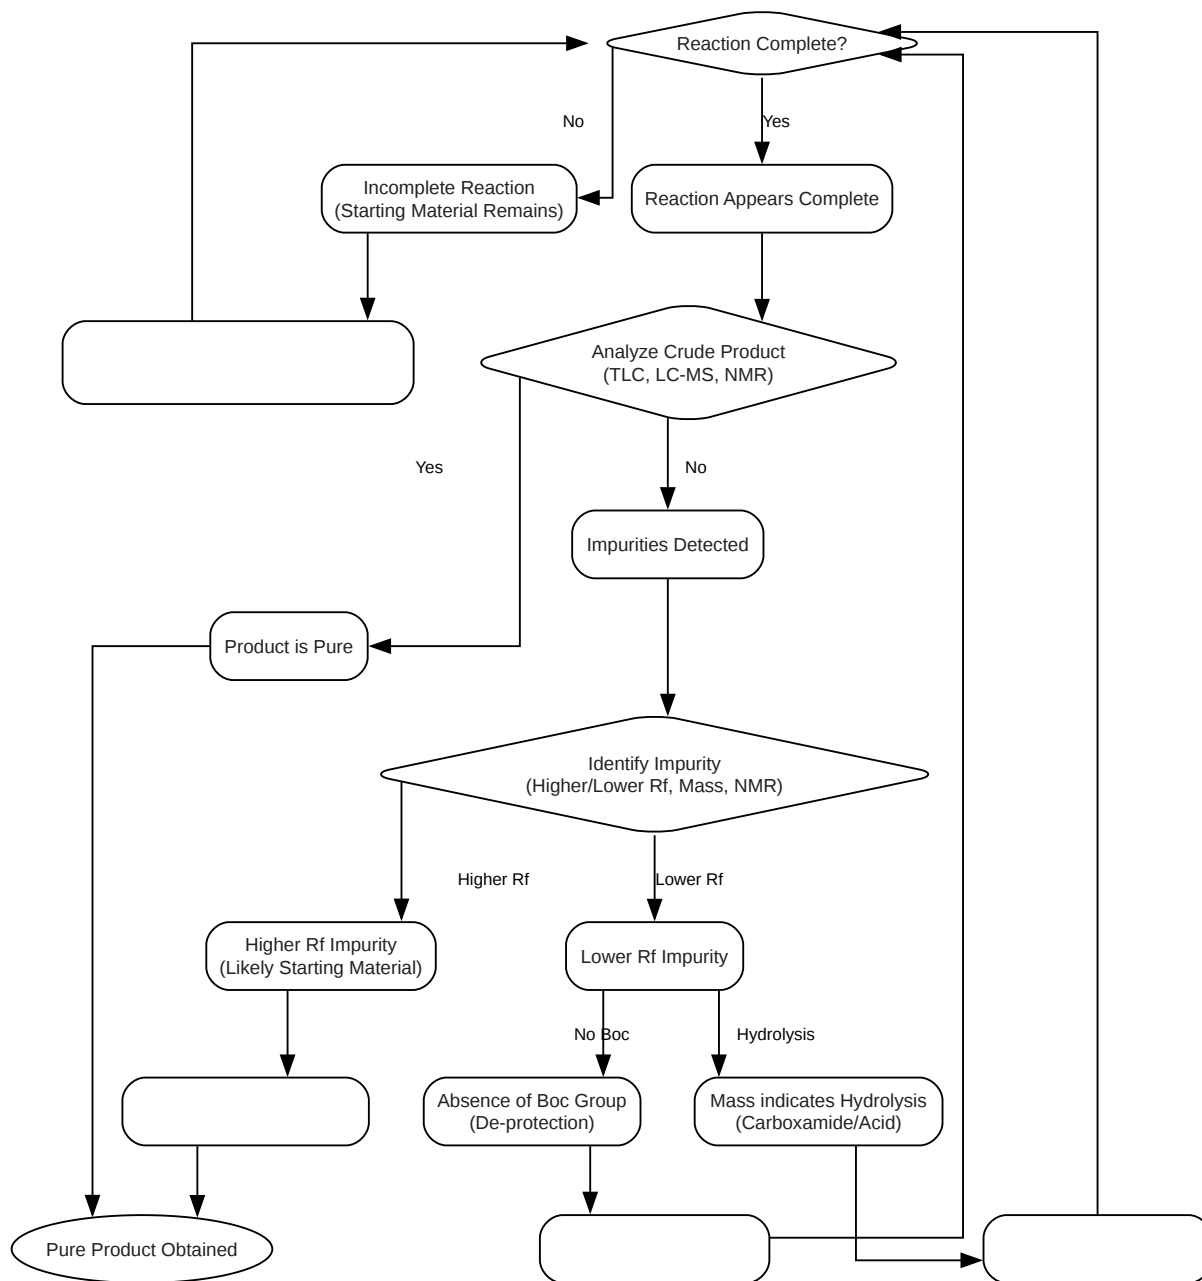 Reaction Complete?
No
Yes
Incomplete Reaction
(Starting Material Remains)
Reaction Appears Complete
Analyze Crude Product
(TLC, LC-MS, NMR)
Yes
No
Impurities Detected
Product is Pure
Identify Impurity
(Higher/Lower Rf, Mass, NMR)
Higher Rf
Lower Rf
Higher Rf Impurity
(Likely Starting Material)
Lower Rf Impurity
No Boc
Hydrolysis
Absence of Boc Group
(De-protection)
Mass indicates Hydrolysis
(Carboxamide/Acid)
Pure Product Obtained